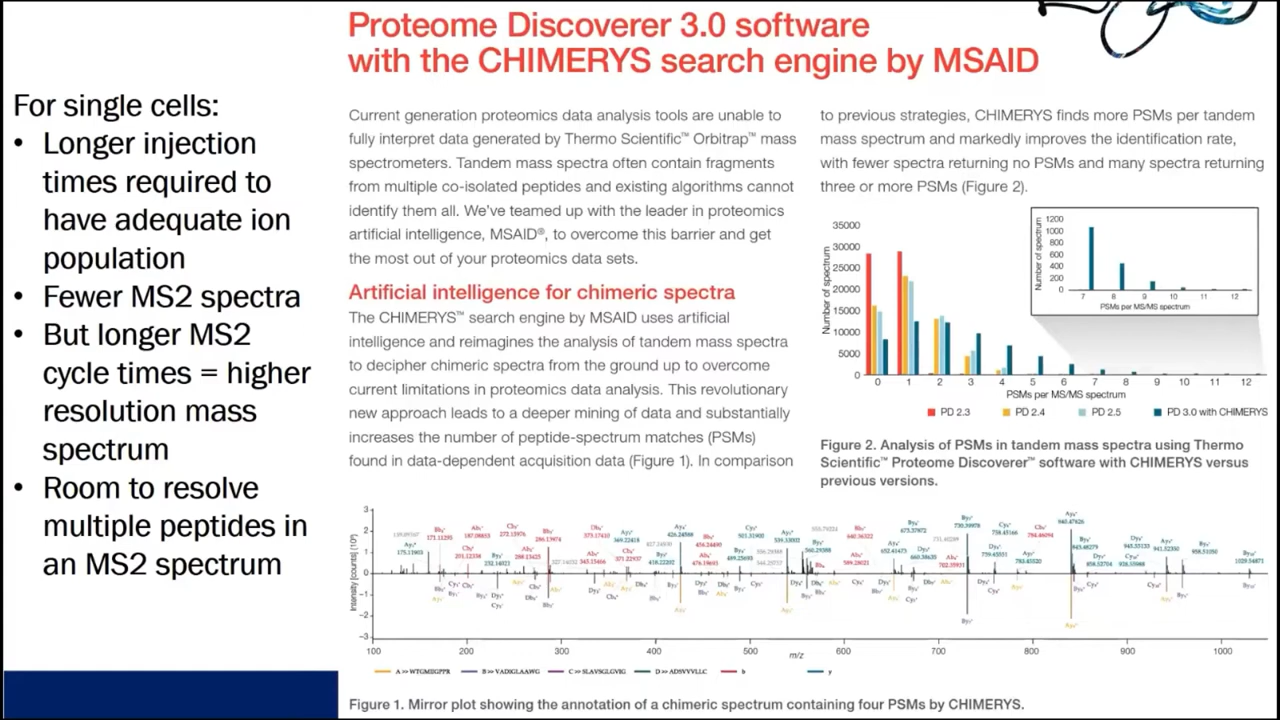 Proteome Discoverer 3.0 software
with the CHIMERYS search engine by MSAID
For single cells:
• Longer injection
times required to
have adequate ion
population
• Fewer MS2 spectra
• But longer MS2
cycle times = higher
resolution mass
spectrum
• Room to resolve
multiple peptides in
an MS2 spectrum
Current generation proteomics data analysis tools are unable to
fully interpret data generated by Thermo Scientific™ Orbitrap™ mass
spectrometers. Tandem mass spectra often contain fragments
from multiple co-isolated peptides and existing algorithms cannot
identify them all. We've teamed up with the leader in proteomics
artificial intelligence, MSAID®, to overcome this barrier and get
the most out of your proteomics data sets.
Artificial intelligence for chimeric spectra
The CHIMERYS™ search engine by MSAID uses artificial
intelligence and reimagines the analysis of tandem mass spectra
to decipher chimeric spectra from the ground up to overcome
current limitations in proteomics data analysis. This revolutionary
new approach leads to a deeper mining of data and substantially
increases the number of peptide-spectrum matches (PSMs)
found in data-dependent acquisition data (Figure 1). In comparison
to previous strategies, CHIMERYS finds more PSMs per tandem
mass spectrum and markedly improves the identification rate,
with fewer spectra returning no PSMs and many spectra returning
three or more PSMs (Figure 2).
Number of spectrum
35000
30000
25000
20000
15000
10000
5000
0
0 1 2 3 4 5 6 7 8 9 10 11 12
PSMs per MS/MS spectrum
Number of spectrum
1200
1000
800
600
400
200
0
7 8 9 10 11 12
PSMs per MS/MS spectrum
PD 2.3 PD 2.4 PD 2.5 PD 3.0 with CHIMERYS
Figure 2. Analysis of PSMs in tandem mass spectra using Thermo
Scientific™ Proteome Discoverer™ software with CHIMERYS versus
previous versions.
3
2
1
0
−1
−2
−3
100 200 300 400 500 600 700 800 900 1000
m/z
A >> WTGMIGPPR B >> VADIGLAAWG C >> SLAVSGLGVIG D >> ADSVVVLLC b y
Figure 1. Mirror plot showing the annotation of a chimeric spectrum containing four PSMs by CHIMERYS.